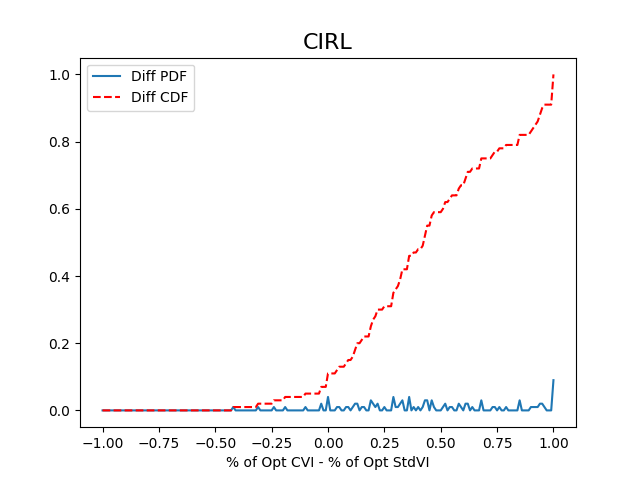 CIRL
Diff PDF
Diff CDF
1.0
0.8
0.6
0.4
0.2
0.0
−1.00 −0.75 −0.50 −0.25 0.00 0.25 0.50 0.75 1.00
% of Opt CVI - % of Opt StdVI